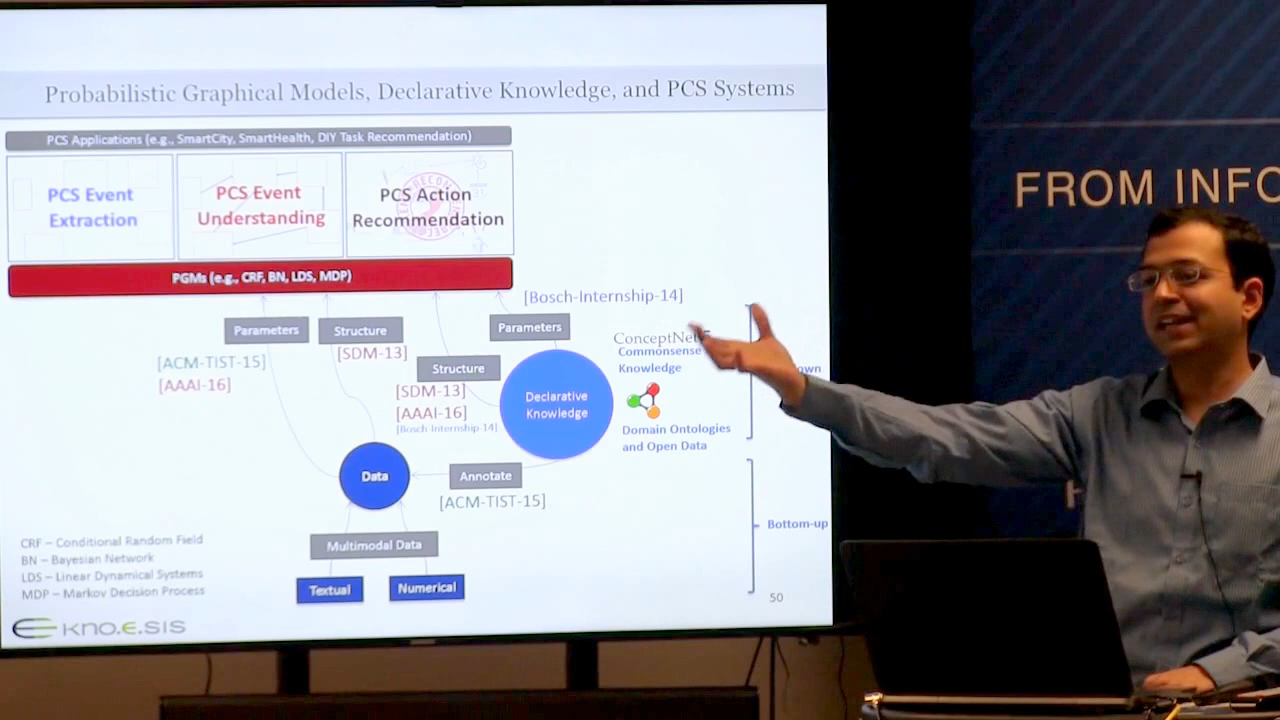 Probabilistic Graphical Models, Declarative Knowledge, and PCS Systems
PCS Applications (e.g., SmartCity, SmartHealth, DIY Task Recommendation)
PCS Event
Extraction
PCS Event
Understanding
PCS Action
Recommendation
PGMs (e.g., CRF, BN, LDS, MDP)
[Bosch-Internship-14]
Parameters
Structure
Parameters
[ACM-TIST-15]
[AAAI-16]
[SDM-13]
Structure
[SDM-13]
[AAAI-16]
[Bosch-Internship-14]
Declarative
Knowledge
Commonsense
Knowledge
Domain Ontologies
and Open Data
Data
Annotate
[ACM-TIST-15]
Bottom-up
Multimodal Data
Textual
Numerical
CRF – Conditional Random Field
BN – Bayesian Network
LDS – Linear Dynamical Systems
MDP – Markov Decision Process
50
kno.e.sis
FROM INFO